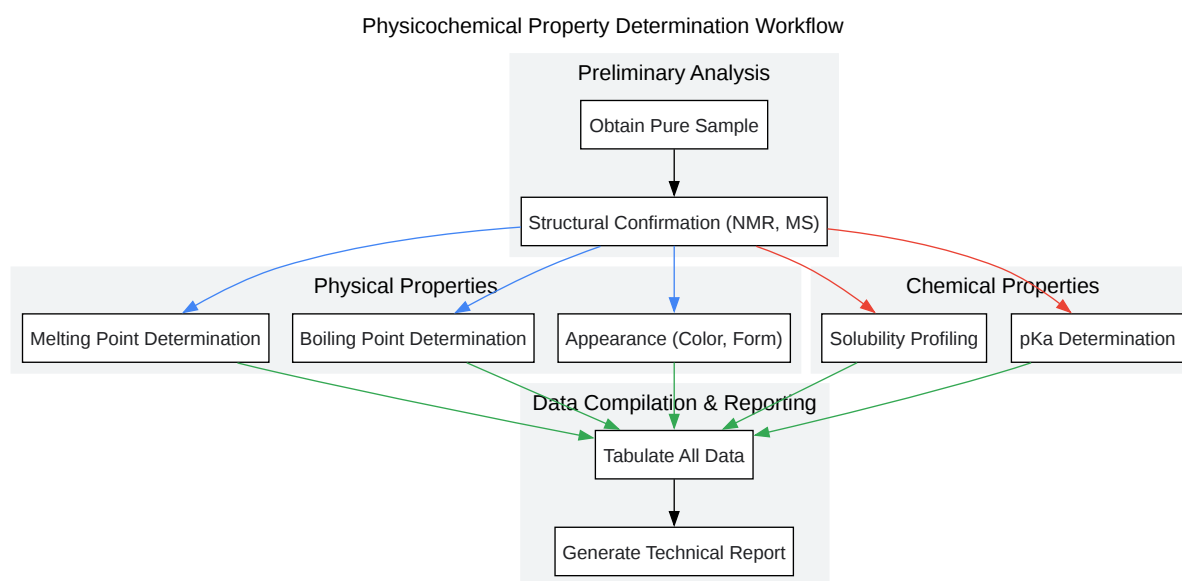 Physicochemical Property Determination Workflow
Preliminary Analysis
Obtain Pure Sample
Structural Confirmation (NMR, MS)
Physical Properties
Chemical Properties
Melting Point Determination
Boiling Point Determination
Appearance (Color, Form)
Solubility Profiling
pKa Determination
Data Compilation & Reporting
Tabulate All Data
Generate Technical Report